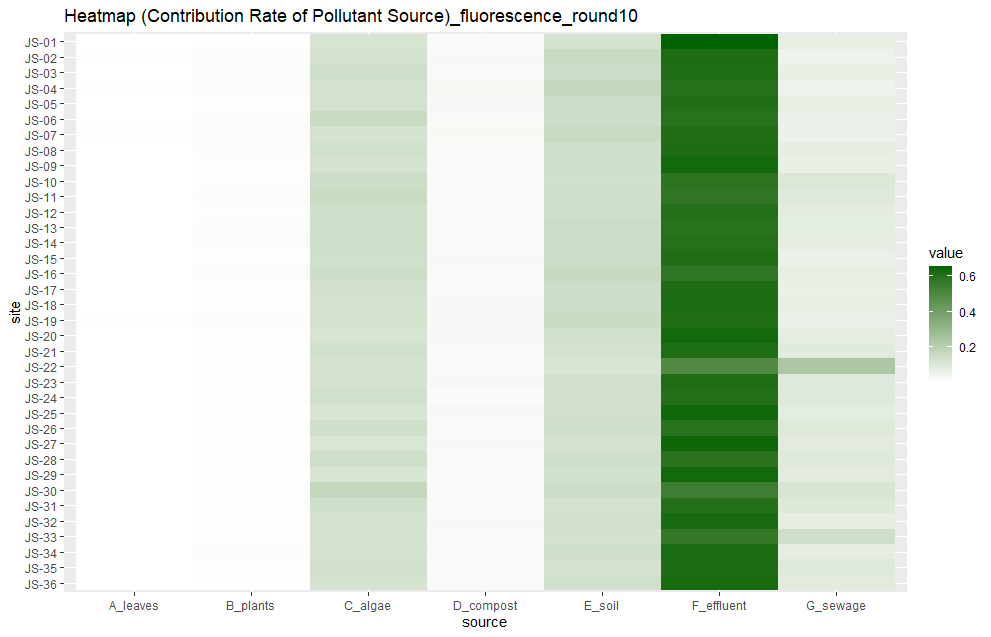 Heatmap (Contribution Rate of Pollutant Source)_fluorescence_round10
site
JS-01
JS-02
JS-03
JS-04
JS-05
JS-06
JS-07
JS-08
JS-09
JS-10
JS-11
JS-12
JS-13
JS-14
JS-15
JS-16
JS-17
JS-18
JS-19
JS-20
JS-21
JS-22
JS-23
JS-24
JS-25
JS-26
JS-27
JS-28
JS-29
JS-30
JS-31
JS-32
JS-33
JS-34
JS-35
JS-36
A_leaves B_plants C_algae D_compost E_soil F_effluent G_sewage
source
value
0.6
0.4
0.2